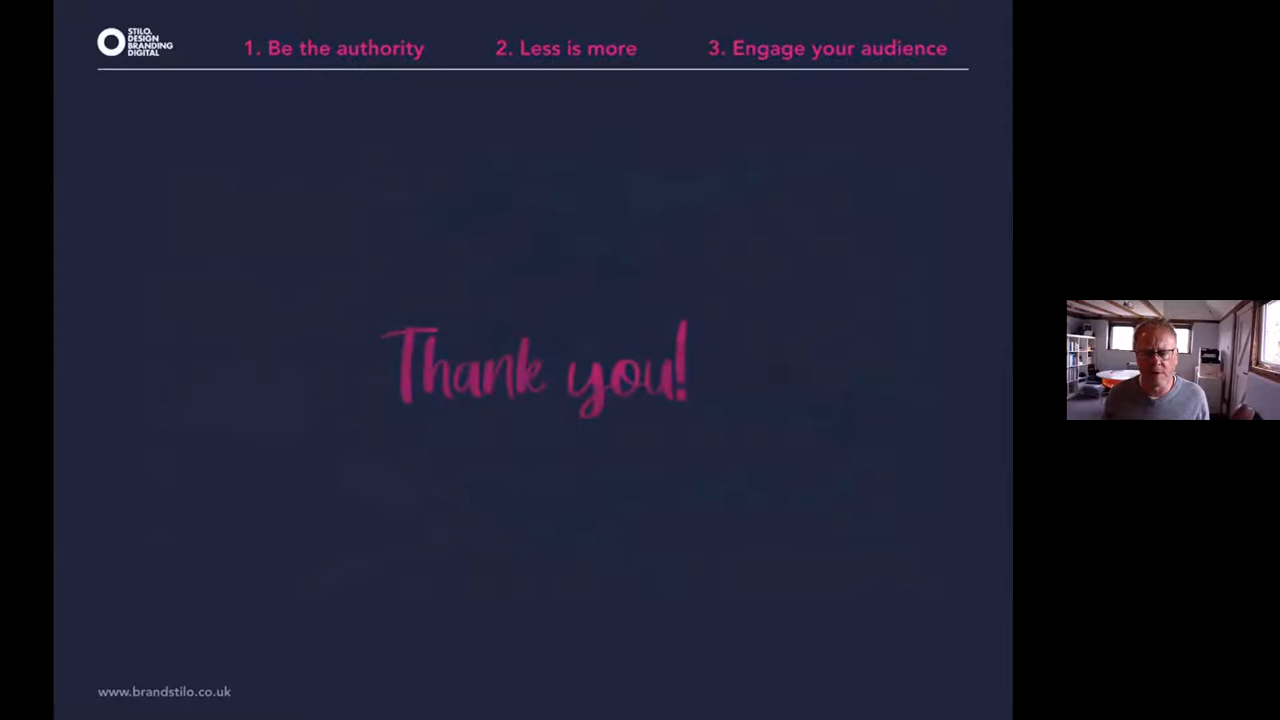 STILO.
DESIGN
BRANDING
DIGITAL
1. Be the authority
2. Less is more
3. Engage your audience
Thank you!
www.brandstilo.co.uk